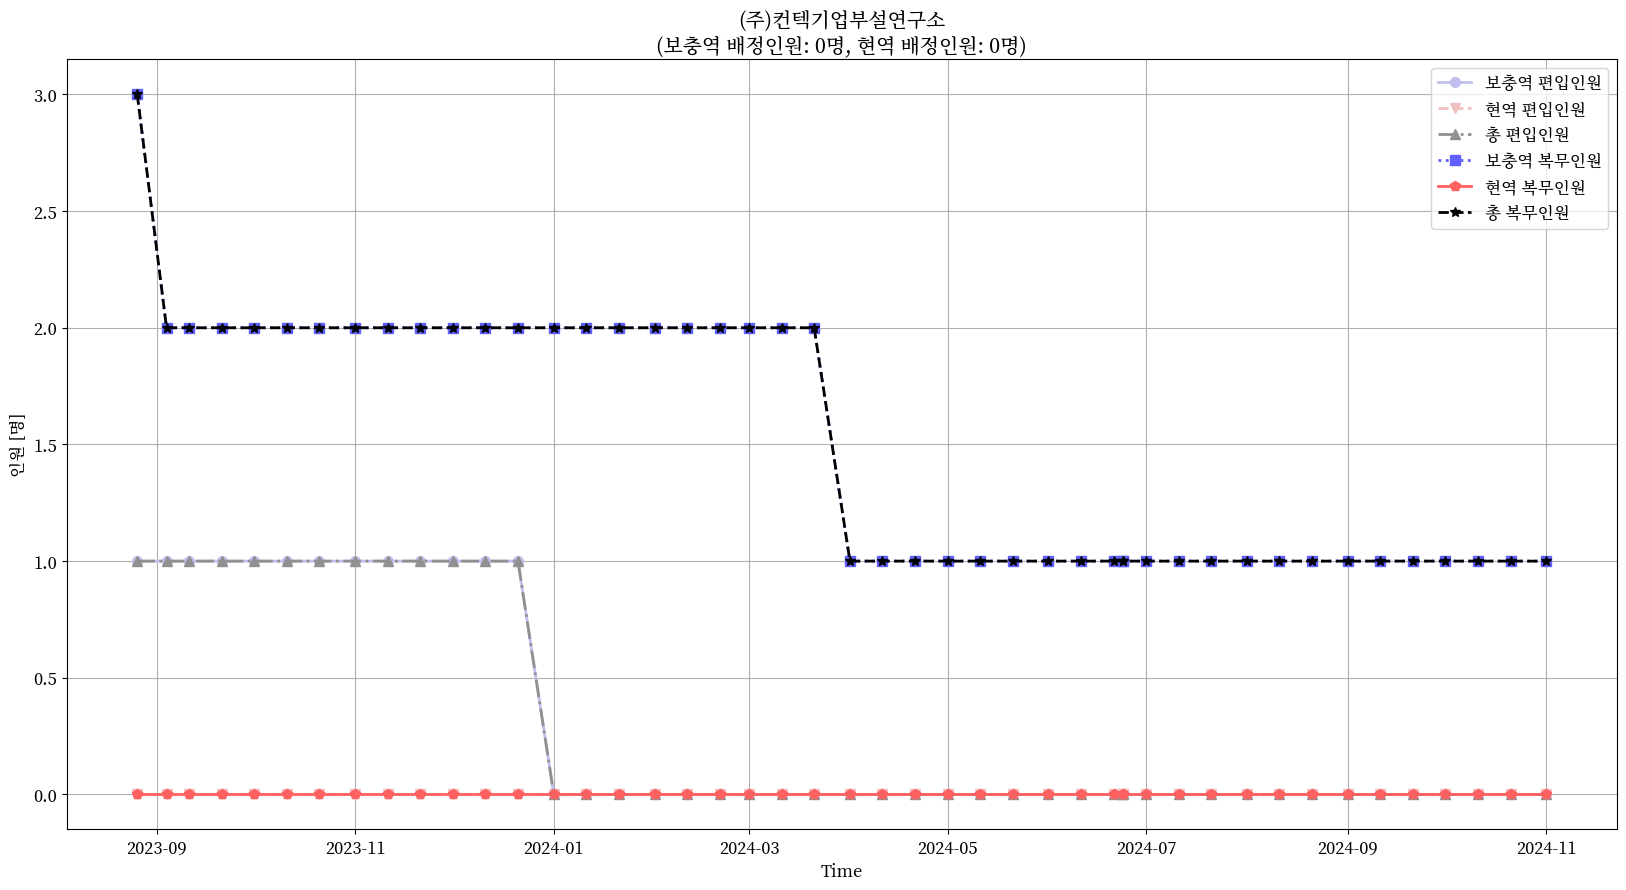 (주)컨텍기업부설연구소
(보충역 배정인원: 0명, 현역 배정인원: 0명)
보충역 편입인원
현역 편입인원
총 편입인원
보충역 복무인원
현역 복무인원
총 복무인원
인원 [명]
3.0
2.5
2.0
1.5
1.0
0.5
0.0
2023-09 2023-11 2024-01 2024-03 2024-05 2024-07 2024-09 2024-11
Time